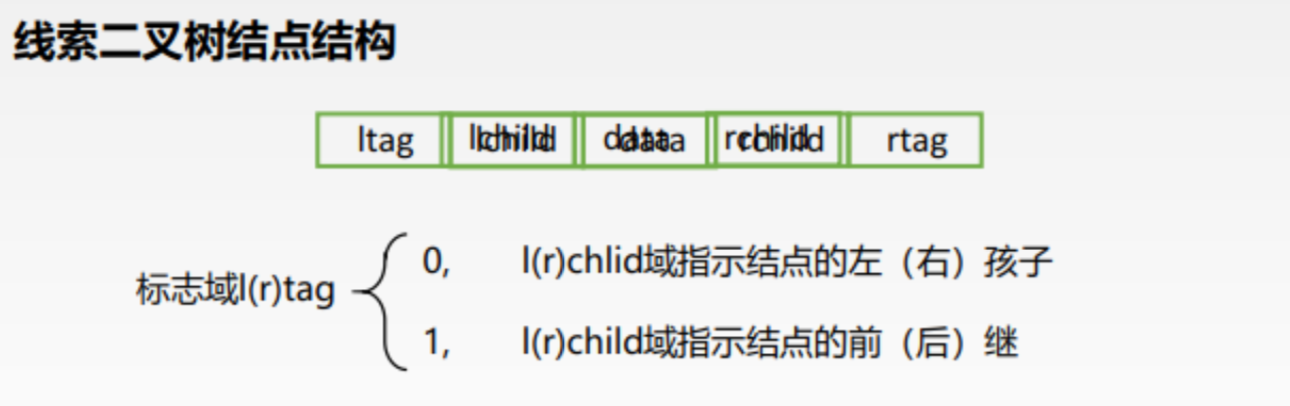 线索二叉树结点结构
ltag lchild data rchild rtag
0, l(r)chlid域指示结点的左（右）孩子
标志域l(r)tag
1, l(r)child域指示结点的前（后）继